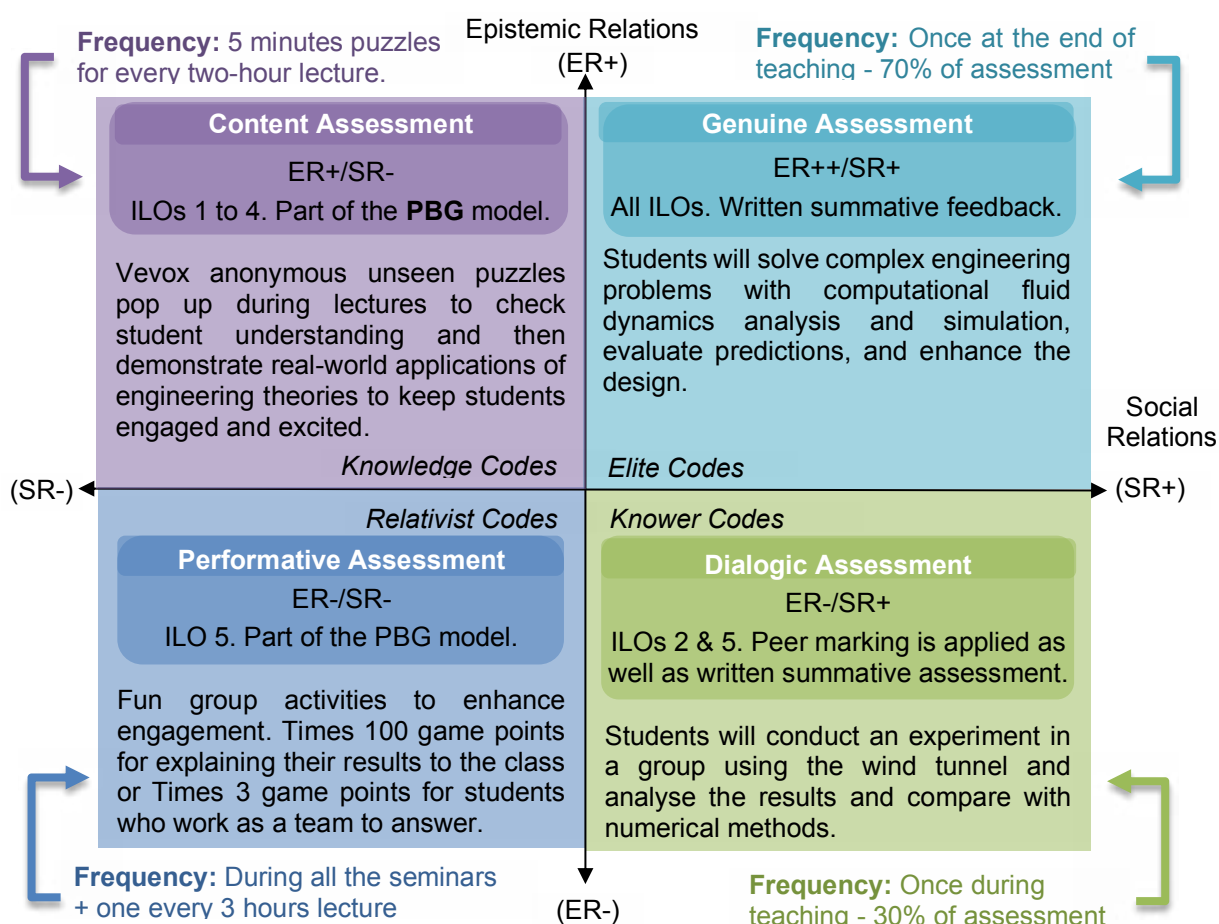 Frequency: 5 minutes puzzles
for every two-hour lecture.
Epistemic Relations
(ER+)
Frequency: Once at the end of
teaching - 70% of assessment
Content Assessment
ER+/SR-
ILOs 1 to 4. Part of the PBG model.
Vevox anonymous unseen puzzles
pop up during lectures to check
student understanding and then
demonstrate real-world applications of
engineering theories to keep students
engaged and excited.
Knowledge Codes
Genuine Assessment
ER++/SR+
All ILOs. Written summative feedback.
Students will solve complex engineering
problems with computational fluid
dynamics analysis and simulation,
evaluate predictions, and enhance the
design.
Elite Codes
Social
Relations
(SR-)
(SR+)
Relativist Codes
Performative Assessment
ER-/SR-
ILO 5. Part of the PBG model.
Fun group activities to enhance
engagement. Times 100 game points
for explaining their results to the class
or Times 3 game points for students
who work as a team to answer.
Knower Codes
Dialogic Assessment
ER-/SR+
ILOs 2 & 5. Peer marking is applied as
well as written summative assessment.
Students will conduct an experiment in
a group using the wind tunnel and
analyse the results and compare with
numerical methods.
Frequency: During all the seminars
+ one every 3 hours lecture
(ER-)
Frequency: Once during
teaching - 30% of assessment